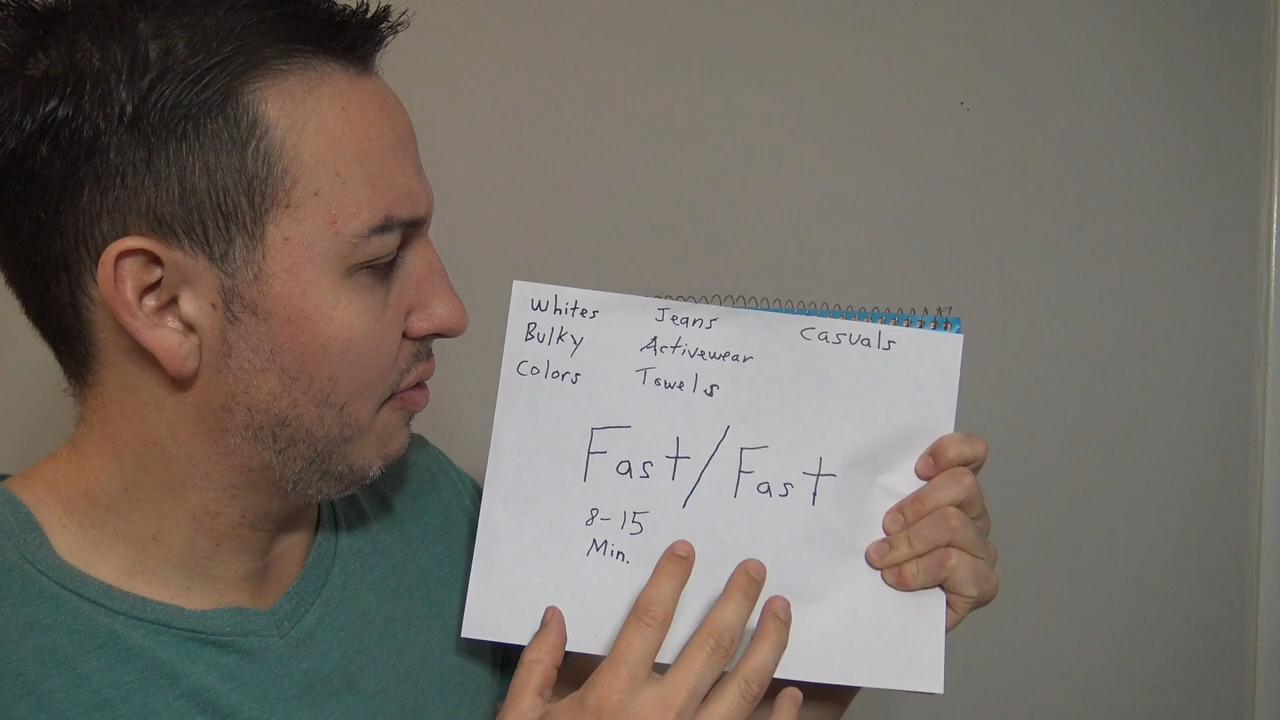 Whites Jeans Casuals
Bulky Activewear
Colors Towels
Fast/Fast
8-15
Min.